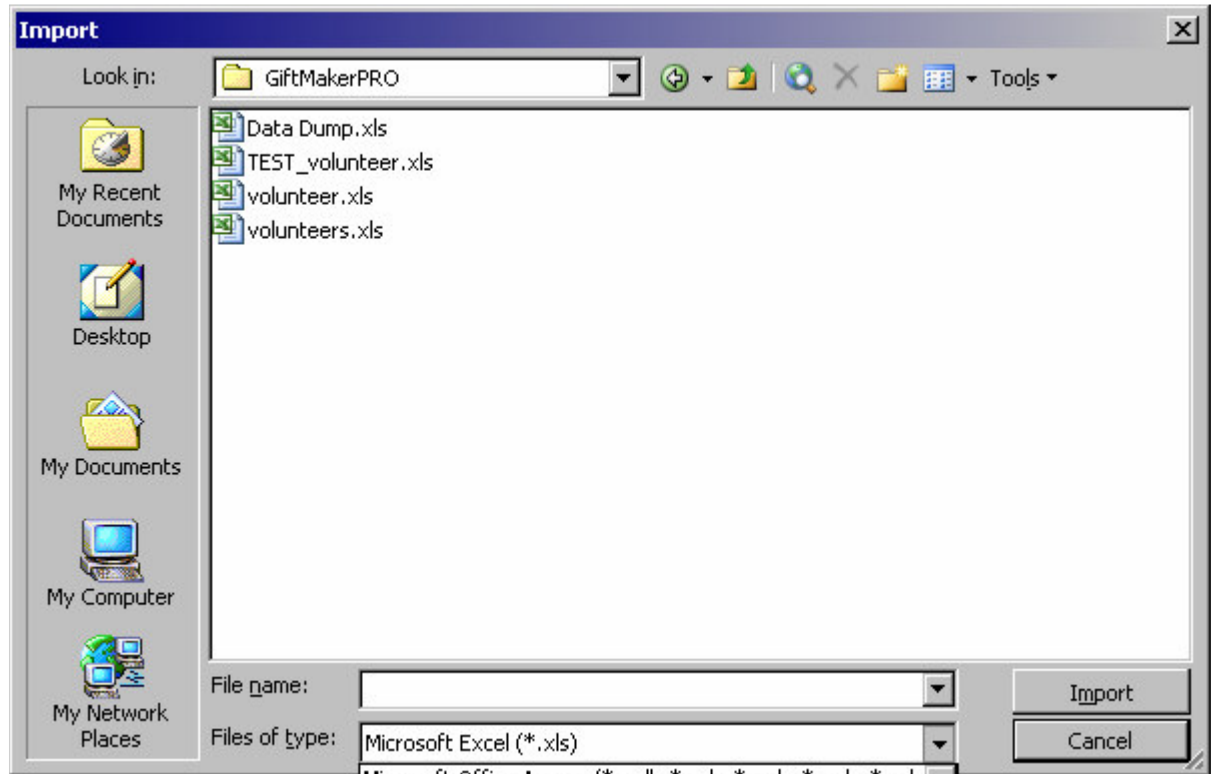 Import
Look in:
GiftMakerPRO
Tools
Data Dump.xls
TEST_volunteer.xls
volunteer.xls
volunteers.xls
My Recent
Documents
Desktop
My Documents
My Computer
My Network
Places
File name:
Import
Files of type:
Microsoft Excel (*.xls)
Cancel